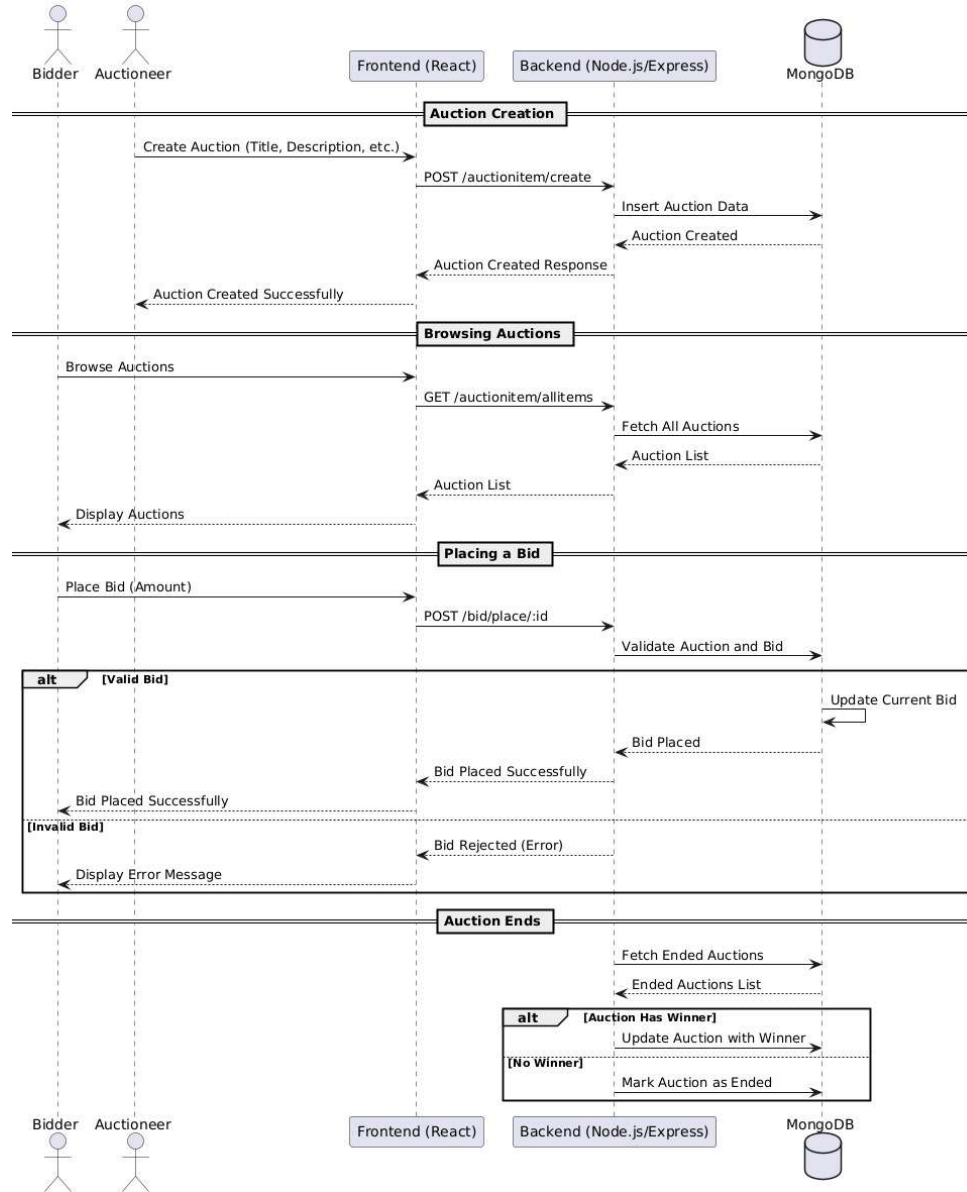 Bidder Auctioneer Frontend (React) Backend (Node.js/Express) MongoDB
Auction Creation
Create Auction (Title, Description, etc.)
POST /auctionitem/create
Insert Auction Data
Auction Created
Auction Created Response
Auction Created Successfully
Browsing Auctions
Browse Auctions
GET /auctionitem/allitems
Fetch All Auctions
Auction List
Auction List
Display Auctions
Placing a Bid
Place Bid (Amount)
POST /bid/place/:id
Validate Auction and Bid
alt [Valid Bid]
Update Current Bid
Bid Placed
Bid Placed Successfully
Bid Placed Successfully
[Invalid Bid]
Bid Rejected (Error)
Display Error Message
Auction Ends
Fetch Ended Auctions
Ended Auctions List
alt [Auction Has Winner]
Update Auction with Winner
[No Winner]
Mark Auction as Ended
Bidder Auctioneer Frontend (React) Backend (Node.js/Express) MongoDB